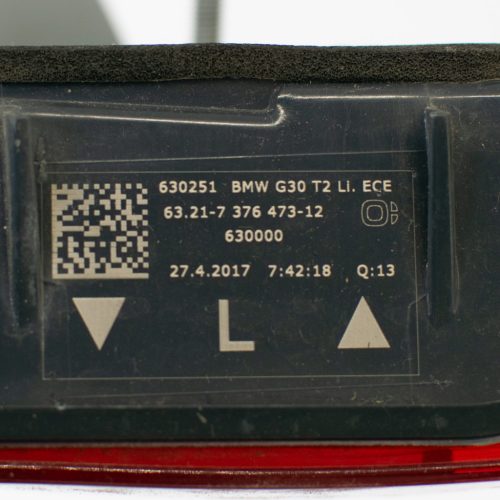 630251 BMW G30 T2 Li. ECE
63.21-7 376 473-12
630000
27.4.2017 7:42:18 Q:13
L